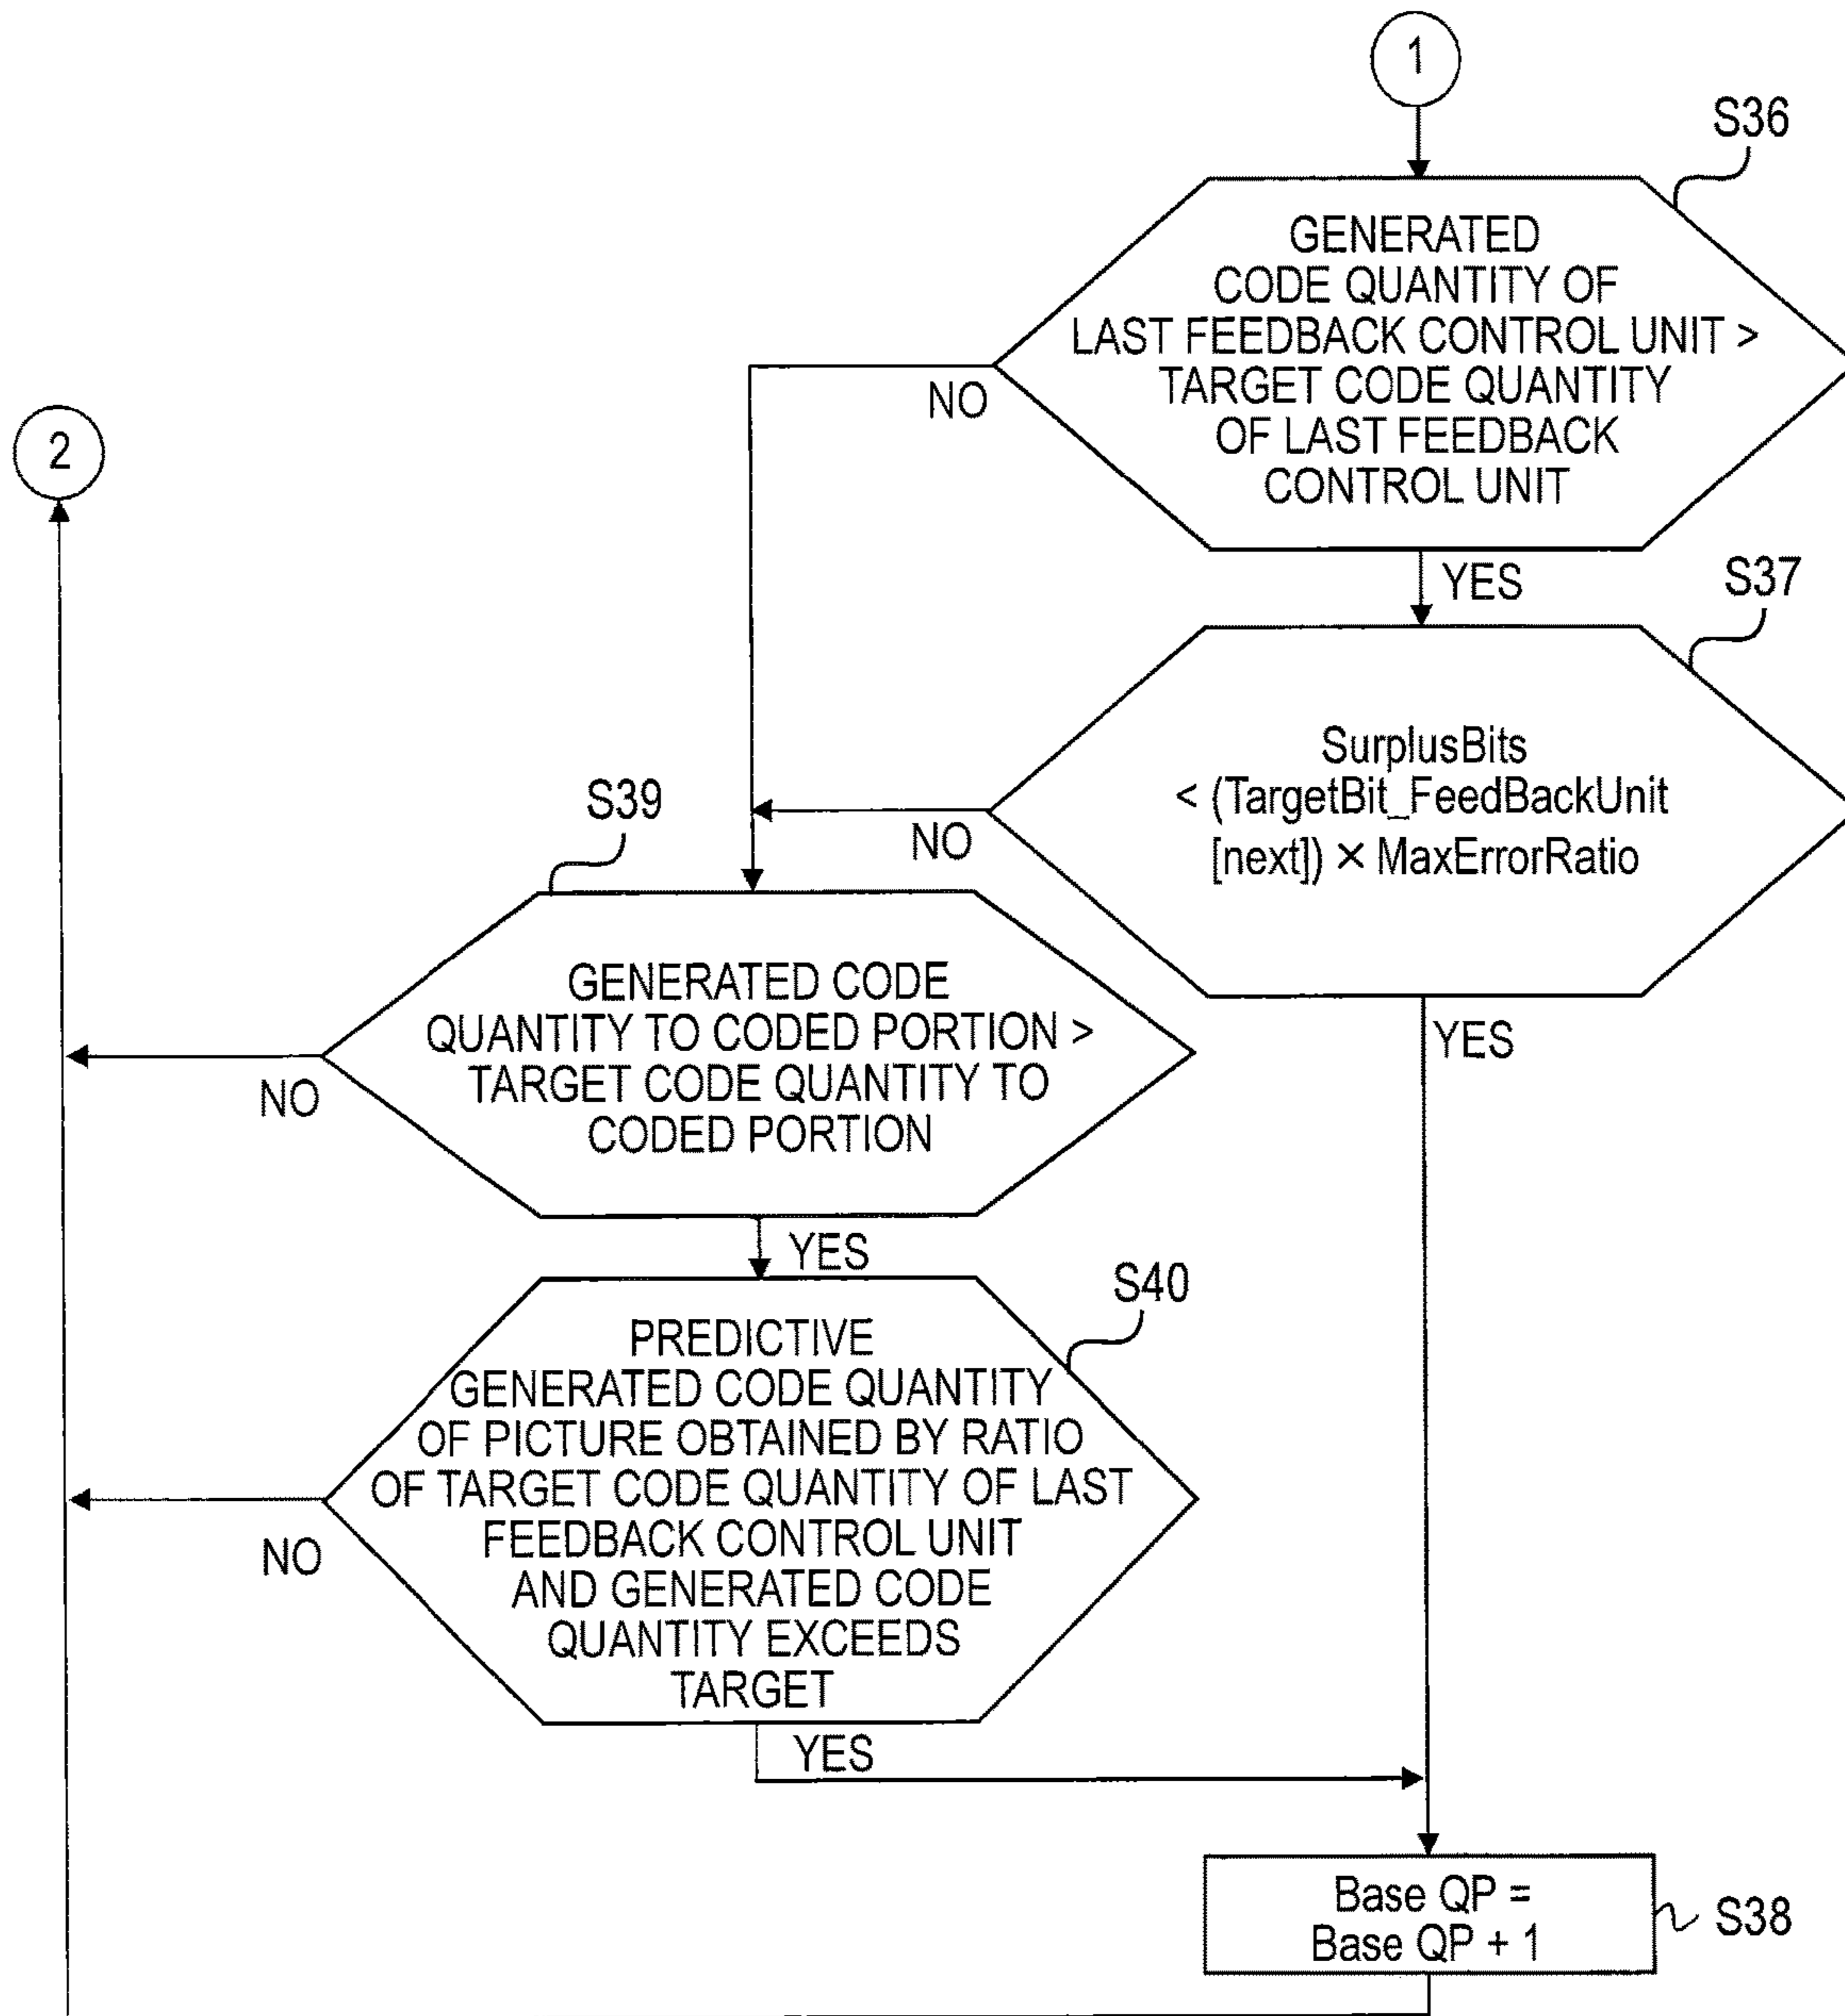 1
S36
GENERATED
CODE QUANTITY OF
LAST FEEDBACK CONTROL UNIT >
TARGET CODE QUANTITY
OF LAST FEEDBACK
CONTROL UNIT
NO
2
YES
S37
SurplusBits
< (TargetBit_FeedBackUnit
[next]) × MaxErrorRatio
NO
YES
S39
GENERATED CODE
QUANTITY TO CODED PORTION >
TARGET CODE QUANTITY TO
CODED PORTION
NO
YES
S40
PREDICTIVE
GENERATED CODE QUANTITY
OF PICTURE OBTAINED BY RATIO
OF TARGET CODE QUANTITY OF LAST
FEEDBACK CONTROL UNIT
AND GENERATED CODE
QUANTITY EXCEEDS
TARGET
NO
YES
Base QP =
Base QP + 1
S38